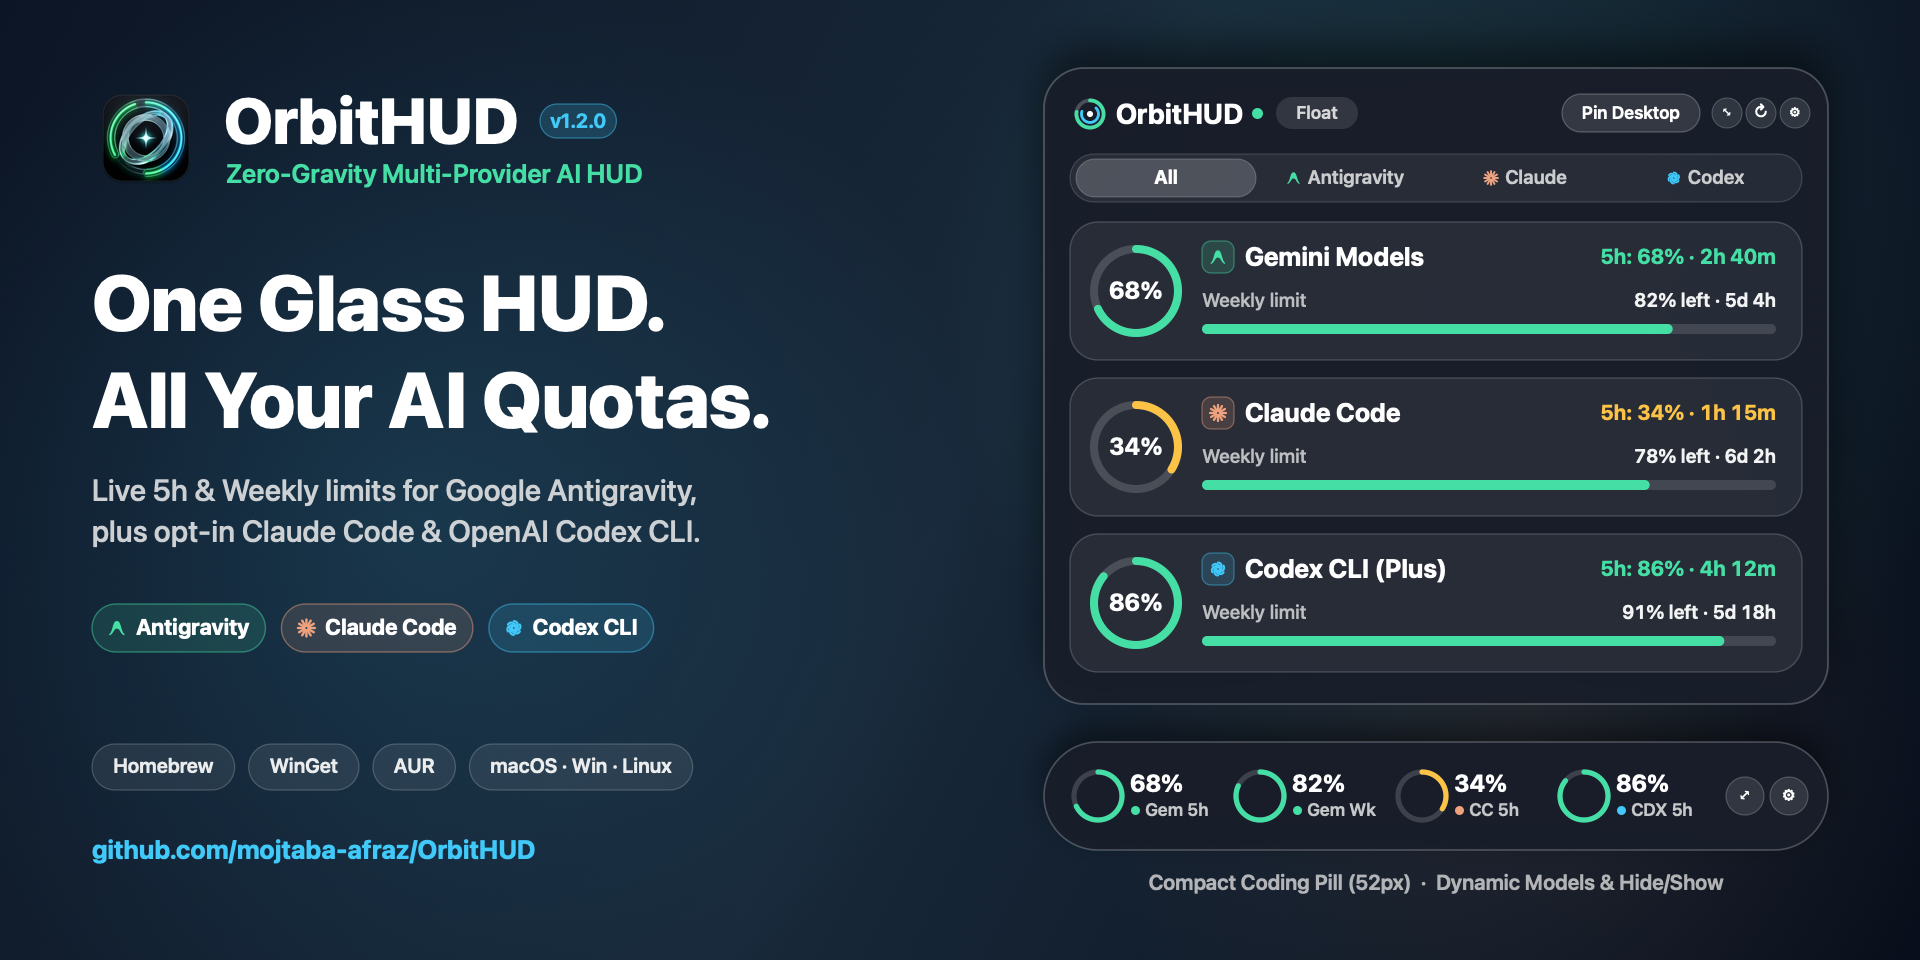 OrbitHUD v1.2.0
Zero-Gravity Multi-Provider AI HUD
One Glass HUD.
All Your AI Quotas.
Live 5h & Weekly limits for Google Antigravity,
plus opt-in Claude Code & OpenAI Codex CLI.
Antigravity Claude Code Codex CLI
Homebrew WinGet AUR macOS · Win · Linux
github.com/mojtaba-afraz/OrbitHUD
OrbitHUD Float Pin Desktop
All Antigravity Claude Codex
68% Gemini Models 5h: 68% · 2h 40m
Weekly limit 82% left · 5d 4h
34% Claude Code 5h: 34% · 1h 15m
Weekly limit 78% left · 6d 2h
86% Codex CLI (Plus) 5h: 86% · 4h 12m
Weekly limit 91% left · 5d 18h
68% 82% 34% 86%
Gem 5h Gem Wk CC 5h CDX 5h
Compact Coding Pill (52px) · Dynamic Models & Hide/Show